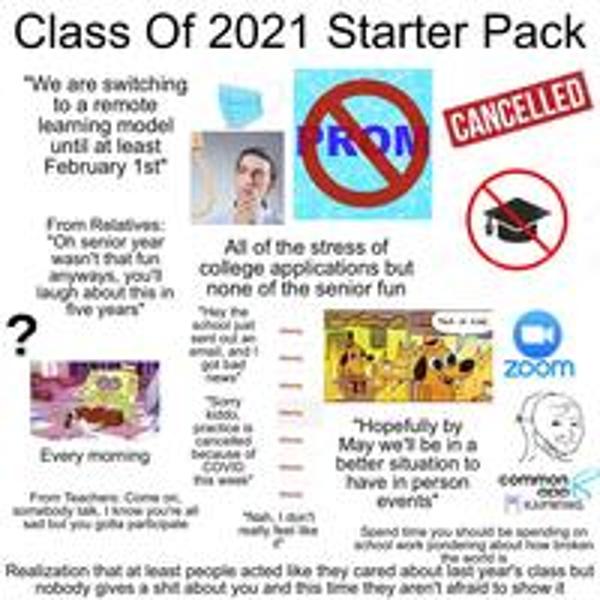 Class Of 2021 Starter Pack
"We are switching
to a remote
learning model
until at least
February 1st"
PROM
CANCELLED
From Relatives:
"Oh senior year
wasn't that fun
anyways, you'll
laugh about this in
five years"
All of the stress of
college applications but
none of the senior fun
?
"Hey the
school just
sent out an
email, and I
got bad
news"
zoom
"Sorry
kiddo,
practice is
cancelled
because of
COVID
this week"
"Hopefully by
May we'll be in a
better situation to
have in person
events"
Every morning
common
app
From Teachers: Come on,
somebody talk, I know you're all
sad but you gotta participate
"Nah, I don't
really feel like
it"
Spend time you should be spending on
school work pondering about how broken
the world is
Realization that at least people acted like they cared about last year's class but
nobody gives a shit about you and this time they aren't afraid to show it